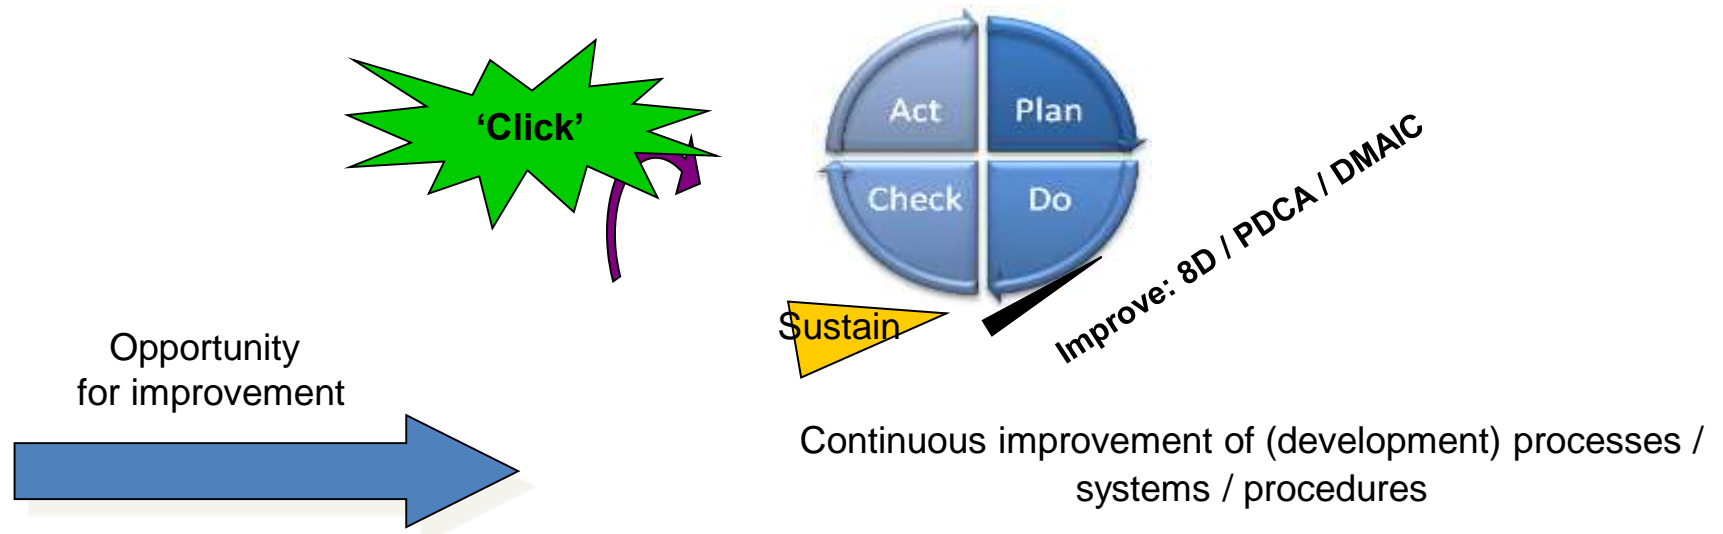 ‘Click’
Act
Plan
Check
Do
Improve: 8D / PDCA / DMAIC
Sustain
Opportunity
for improvement
Continuous improvement of (development) processes /
systems / procedures